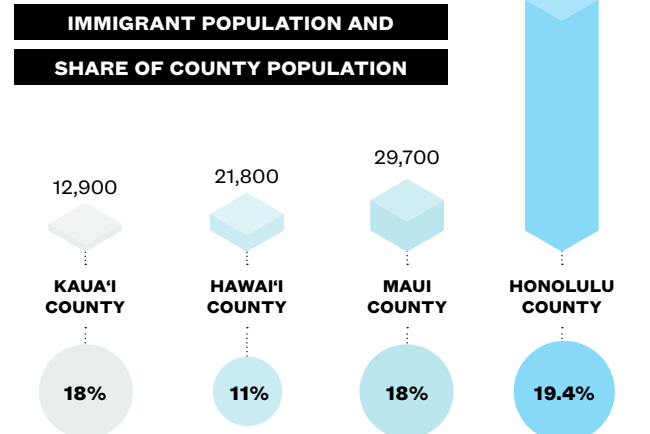 IMMIGRANT POPULATION AND
SHARE OF COUNTY POPULATION
12,900
21,800
29,700
KAUA‘I
COUNTY
HAWAI‘I
COUNTY
MAUI
COUNTY
HONOLULU
COUNTY
18%
11%
18%
19.4%